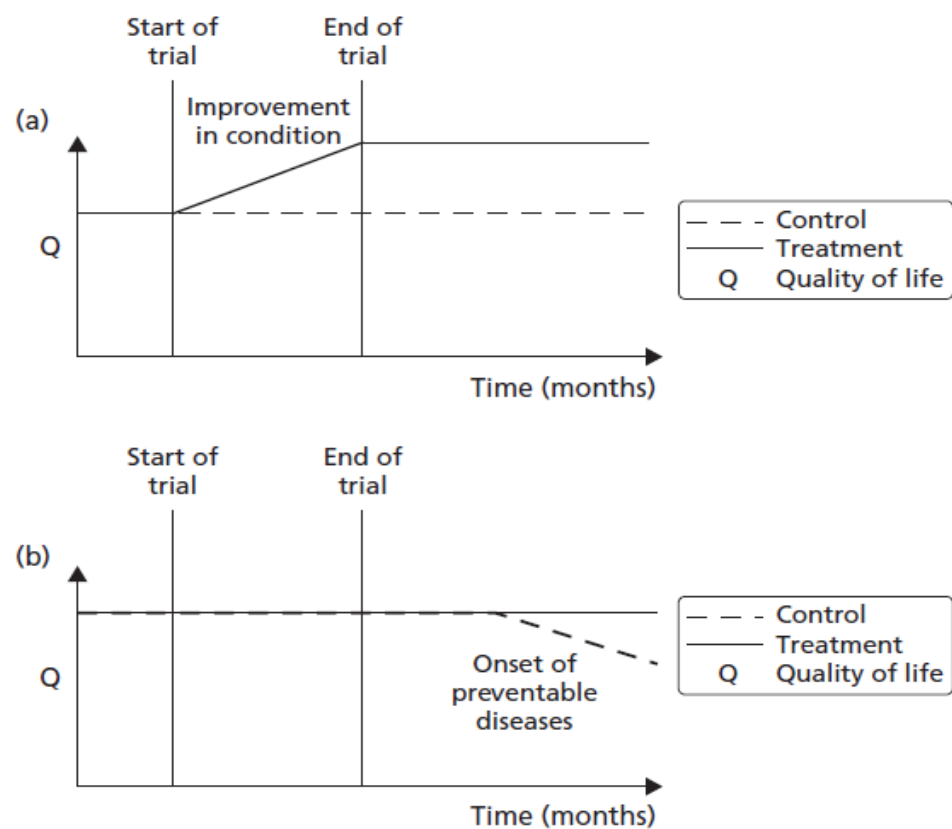 Start of
trial
End of
trial
(a)
Improvement
in condition
Q
Control
Treatment
Q Quality of life
Time (months)
Start of
trial
End of
trial
(b)
Q
Onset of
preventable
diseases
Control
Treatment
Q Quality of life
Time (months)